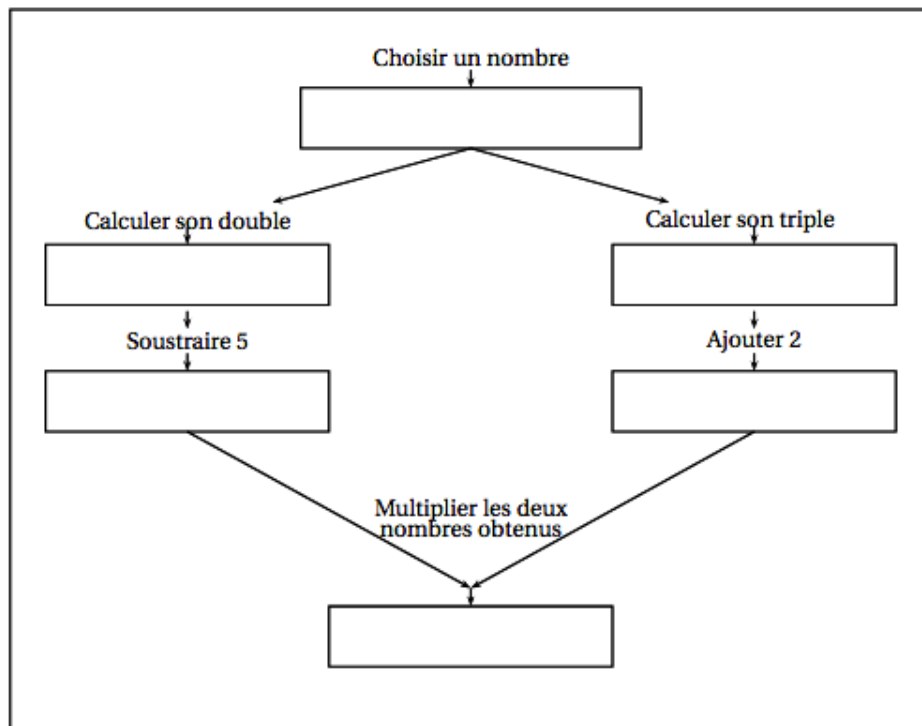 Choisir un nombre
Calculer son double
Calculer son triple
Soustraire 5
Ajouter 2
Multiplier les deux
nombres obtenus